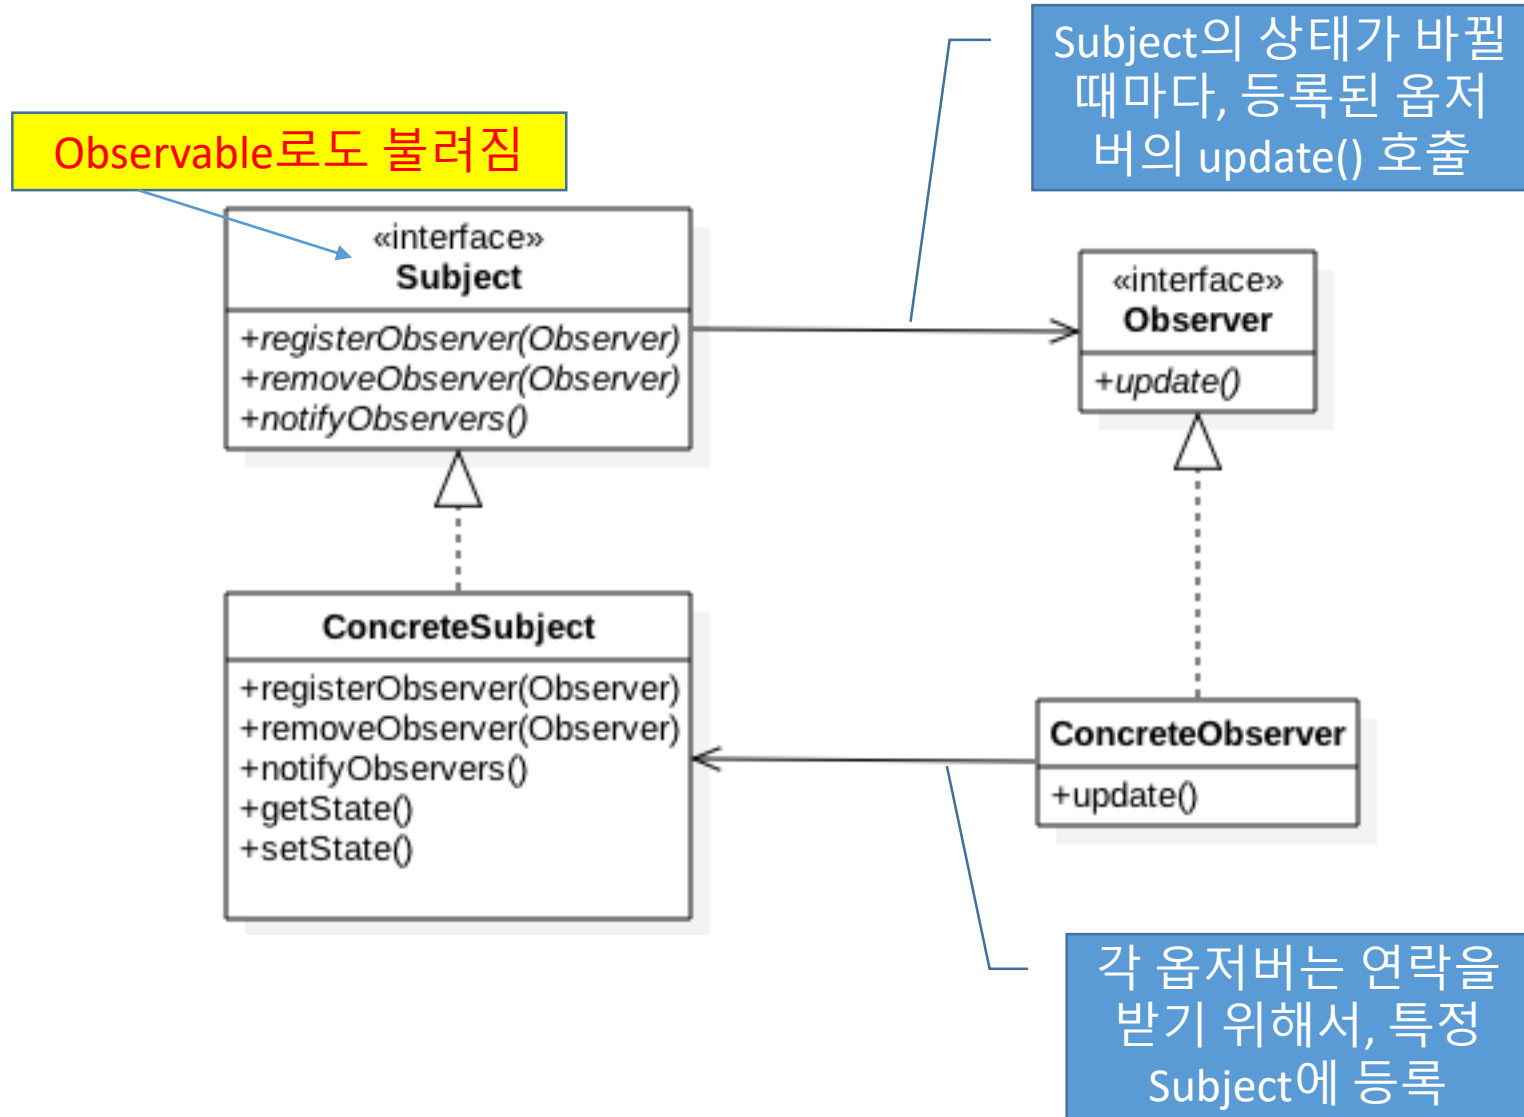 Subject의 상태가 바뀔
때마다, 등록된 옵저
버의 update() 호출
Observable로도 불려짐
«interface»
Subject
+registerObserver(Observer)
+removeObserver(Observer)
+notifyObservers()
«interface»
Observer
+update()
ConcreteSubject
+registerObserver(Observer)
+removeObserver(Observer)
+notifyObservers()
+getState()
+setState()
ConcreteObserver
+update()
각 옵저버는 연락을
받기 위해서, 특정
Subject에 등록